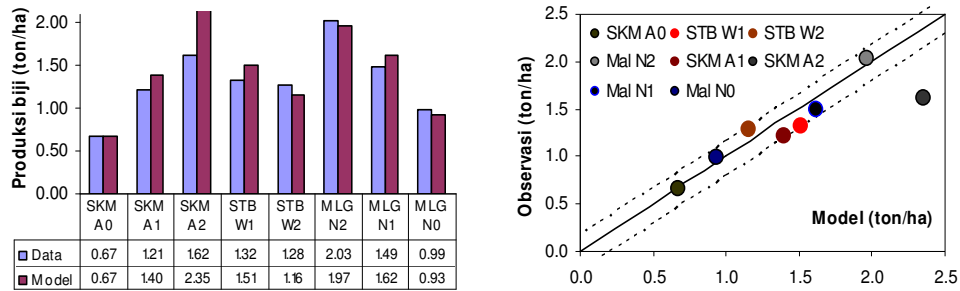 Produksi biji (ton/ha)
2.00
1.50
1.00
0.50
0.00
SKM A0 SKM A1 SKM A2 STB W1 STB W2 MLG N2 MLG N1 MLG N0
Data 0.67 1.21 1.62 1.32 1.28 2.03 1.49 0.99
Model 0.67 1.40 2.35 1.51 1.16 1.97 1.62 0.93
Observasi (ton/ha)
2.5
2.0
1.5
1.0
0.5
0.0
SKM A0 STB W1 STB W2
Mal N2 SKM A1 SKM A2
Mal N1 Mal N0
Model (ton/ha)
0.0 0.5 1.0 1.5 2.0 2.5